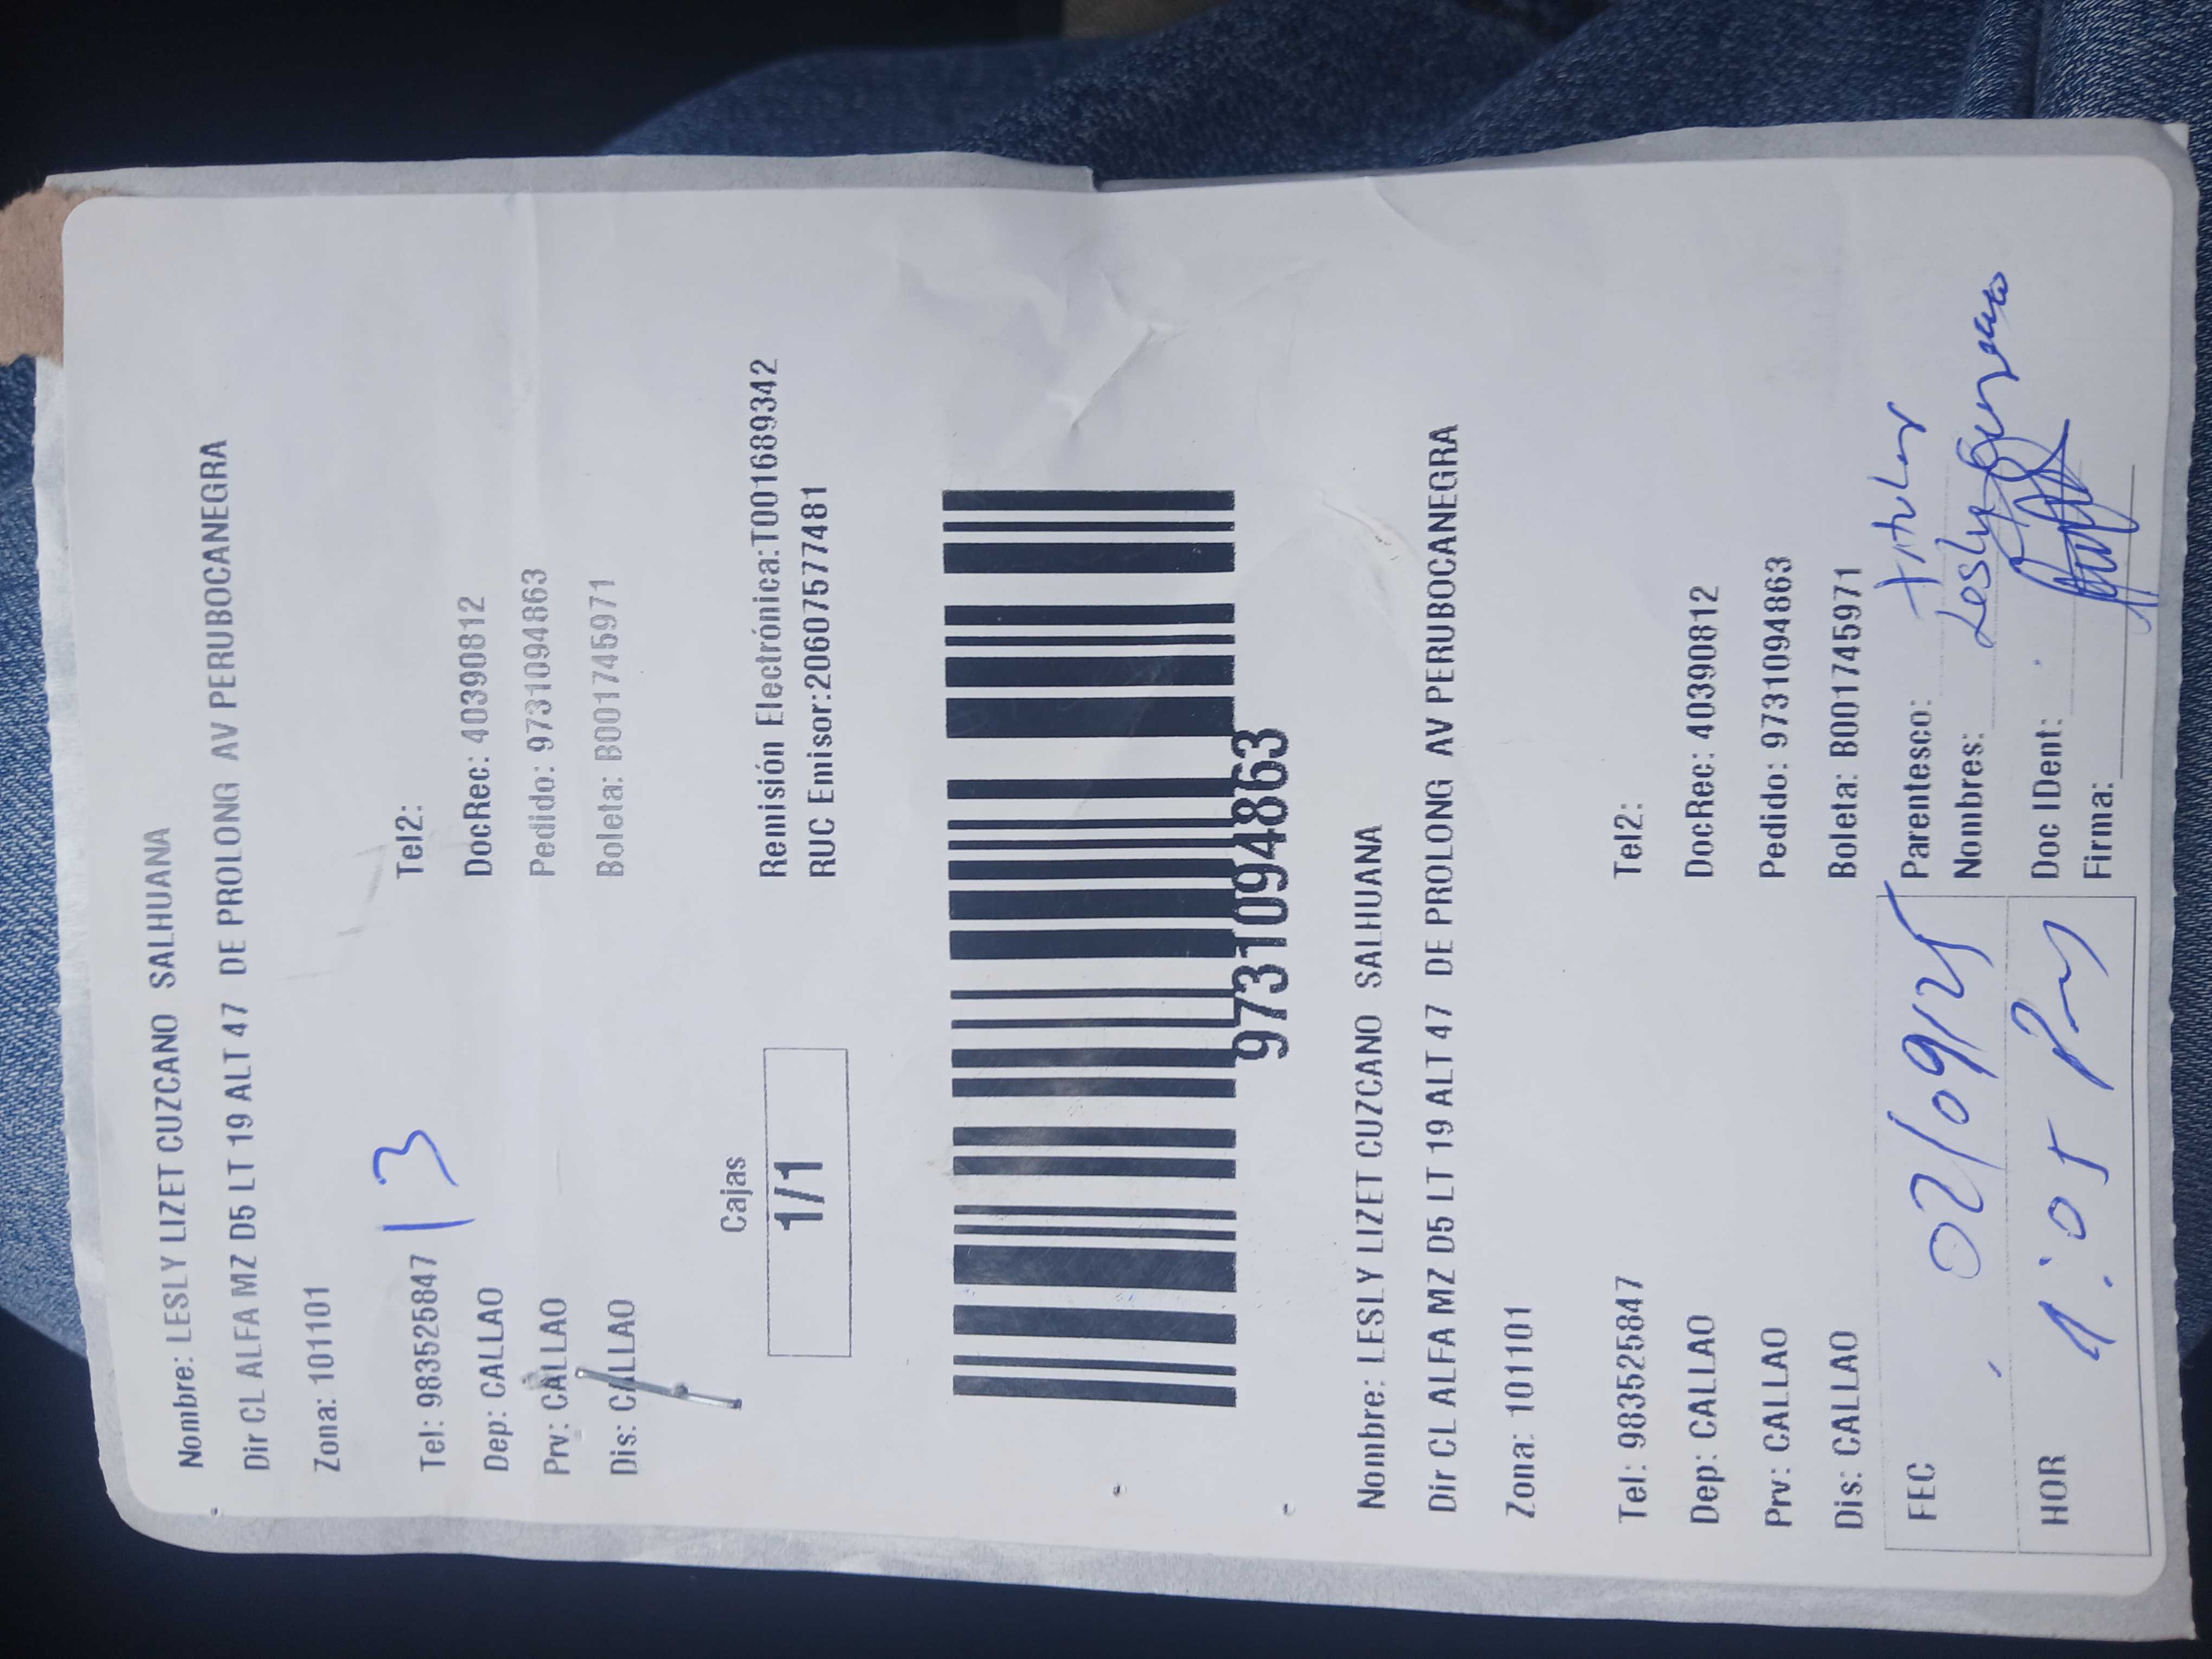 Nombre: LESLY LIZET CUZCANO SALHUANA
Dir CL ALFA MZ D5 LT 19 ALT 47 DE PROLONG AV PERUBOCANEGRA
Zona: 101101
Tel: 983525847 13 Tel2:
Dep: CALLAO DocRec: 40390812
Prv: CALLAO Pedido: 9731094863
Dis: CALLAO Boleta: B001745971
Cajas
1/1
Remisión Electrónica:T001689342
RUC Emisor:20607577481
9731094863
Nombre: LESLY LIZET CUZCANO SALHUANA
Dir CL ALFA MZ D5 LT 19 ALT 47 DE PROLONG AV PERUBOCANEGRA
Zona: 101101
Tel: 983525847 Tel2:
Dep: CALLAO DocRec: 40390812
Prv: CALLAO Pedido: 9731094863
Dis: CALLAO Boleta: B001745971
FEC 02/09/25 Parentesco: titular
Nombres: Lesly
HOR 1:05 Pm Doc IDent:
Firma: